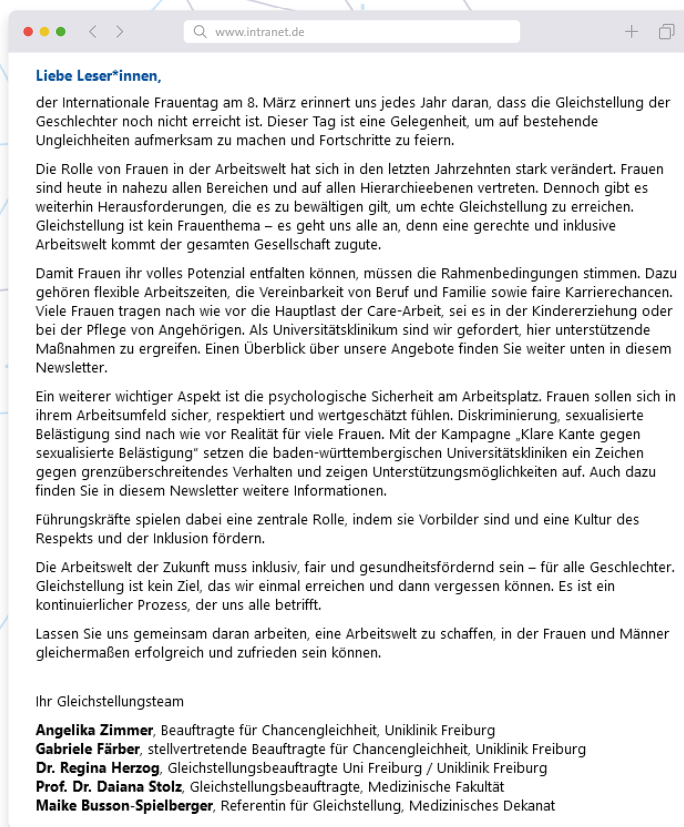 www.intranet.de
Liebe Leser*innen,
der Internationale Frauentag am 8. März erinnert uns jedes Jahr daran, dass die Gleichstellung der
Geschlechter noch nicht erreicht ist. Dieser Tag ist eine Gelegenheit, um auf bestehende
Ungleichheiten aufmerksam zu machen und Fortschritte zu feiern.
Die Rolle von Frauen in der Arbeitswelt hat sich in den letzten Jahrzehnten stark verändert. Frauen
sind heute in nahezu allen Bereichen und auf allen Hierarchieebenen vertreten. Dennoch gibt es
weiterhin Herausforderungen, die es zu bewältigen gilt, um echte Gleichstellung zu erreichen.
Gleichstellung ist kein Frauenthema – es geht uns alle an, denn eine gerechte und inklusive
Arbeitswelt kommt der gesamten Gesellschaft zugute.
Damit Frauen ihr volles Potenzial entfalten können, müssen die Rahmenbedingungen stimmen. Dazu
gehören flexible Arbeitszeiten, die Vereinbarkeit von Beruf und Familie sowie faire Karrierechancen.
Viele Frauen tragen nach wie vor die Hauptlast der Care-Arbeit, sei es in der Kindererziehung oder
bei der Pflege von Angehörigen. Als Universitätsklinikum sind wir gefordert, hier unterstützende
Maßnahmen zu ergreifen. Einen Überblick über unsere Angebote finden Sie weiter unten in diesem
Newsletter.
Ein weiterer wichtiger Aspekt ist die psychologische Sicherheit am Arbeitsplatz. Frauen sollen sich in
ihrem Arbeitsumfeld sicher, respektiert und wertgeschätzt fühlen. Diskriminierung, sexualisierte
Belästigung sind nach wie vor Realität für viele Frauen. Mit der Kampagne „Klare Kante gegen
sexualisierte Belästigung" setzen die baden-württembergischen Universitätskliniken ein Zeichen
gegen grenzüberschreitendes Verhalten und zeigen Unterstützungsmöglichkeiten auf. Auch dazu
finden Sie in diesem Newsletter weitere Informationen.
Führungskräfte spielen dabei eine zentrale Rolle, indem sie Vorbilder sind und eine Kultur des
Respekts und der Inklusion fördern.
Die Arbeitswelt der Zukunft muss inklusiv, fair und gesundheitsfördernd sein – für alle Geschlechter.
Gleichstellung ist kein Ziel, das wir einmal erreichen und dann vergessen können. Es ist ein
kontinuierlicher Prozess, der uns alle betrifft.
Lassen Sie uns gemeinsam daran arbeiten, eine Arbeitswelt zu schaffen, in der Frauen und Männer
gleichermaßen erfolgreich und zufrieden sein können.
Ihr Gleichstellungsteam
Angelika Zimmer, Beauftragte für Chancengleichheit, Uniklinik Freiburg
Gabriele Färber, stellvertretende Beauftragte für Chancengleichheit, Uniklinik Freiburg
Dr. Regina Herzog, Gleichstellungsbeauftragte Uni Freiburg / Uniklinik Freiburg
Prof. Dr. Daiana Stolz, Gleichstellungsbeauftragte, Medizinische Fakultät
Maike Busson-Spielberger, Referentin für Gleichstellung, Medizinisches Dekanat